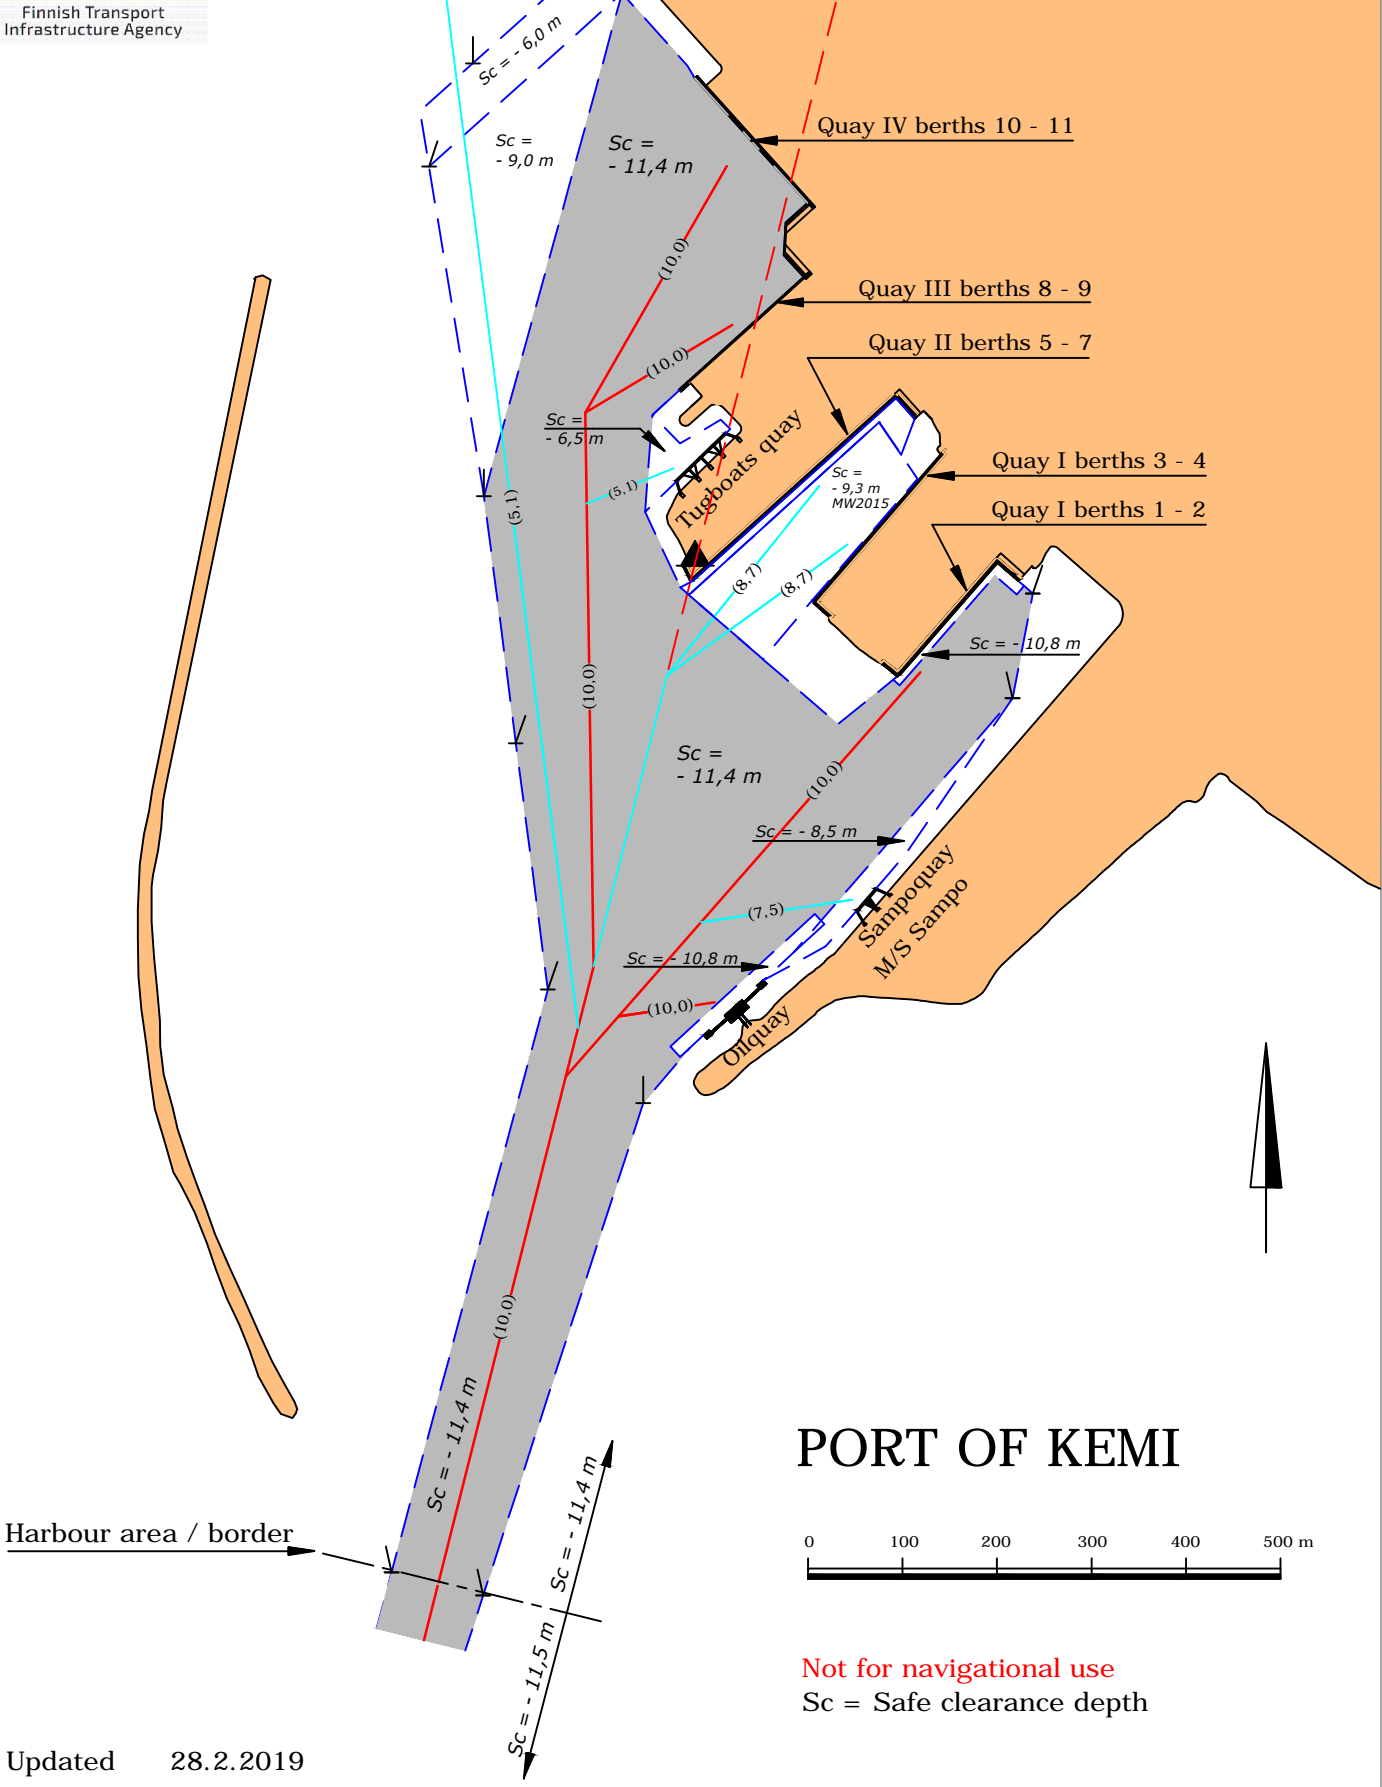 Finnish Transport
Infrastructure Agency
Sc = - 6,0 m
Sc =
- 9,0 m
Sc =
- 11,4 m
Quay IV berths 10 - 11
(10,0)
Quay III berths 8 - 9
Quay II berths 5 - 7
(10,0)
Sc =
- 6,5 m
Tugboats quay
Quay I berths 3 - 4
Sc =
- 9,3 m
MW2015
(5,1)
(5,1)
Quay I berths 1 - 2
(8,7)
(8,7)
Sc = - 10,8 m
(10,0)
Sc =
- 11,4 m
(10,0)
Sc = - 8,5 m
Sampoquay
M/S Sampo
(7,5)
Sc = - 10,8 m
(10,0)
Oilquay
(10,0)
Sc = - 11,4 m
PORT OF KEMI
Sc = - 11,4 m
Harbour area / border
0 100 200 300 400 500 m
Sc = - 11,5 m
Not for navigational use
Sc = Safe clearance depth
Updated 28.2.2019